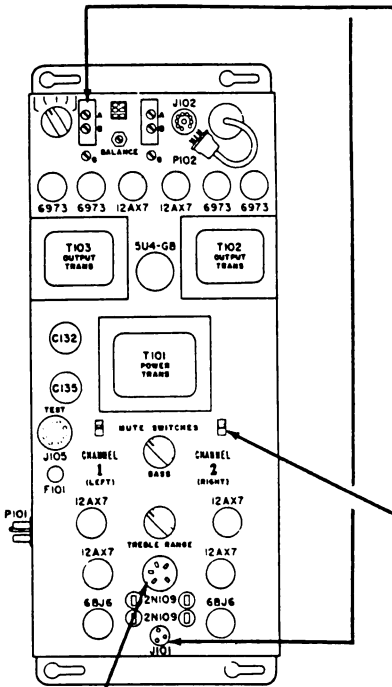 J102
A
B
A
B
BALANCE
G
G
P102
6973 6973 12AX7 12AX7 6973 6973
T103
OUTPUT
TRANS
5U4-GB
T102
OUTPUT
TRANS
C132
T101
POWER
TRANS
C135
TEST
J105
MUTE SWITCHES
CHANNEL
1
(LEFT)
CHANNEL
2
(RIGHT)
BASS
F101
P101
12AX7
12AX7
TREBLE RANGE
12AX7
12AX7
2N109
6BJ6
2N109
6BJ6
J101